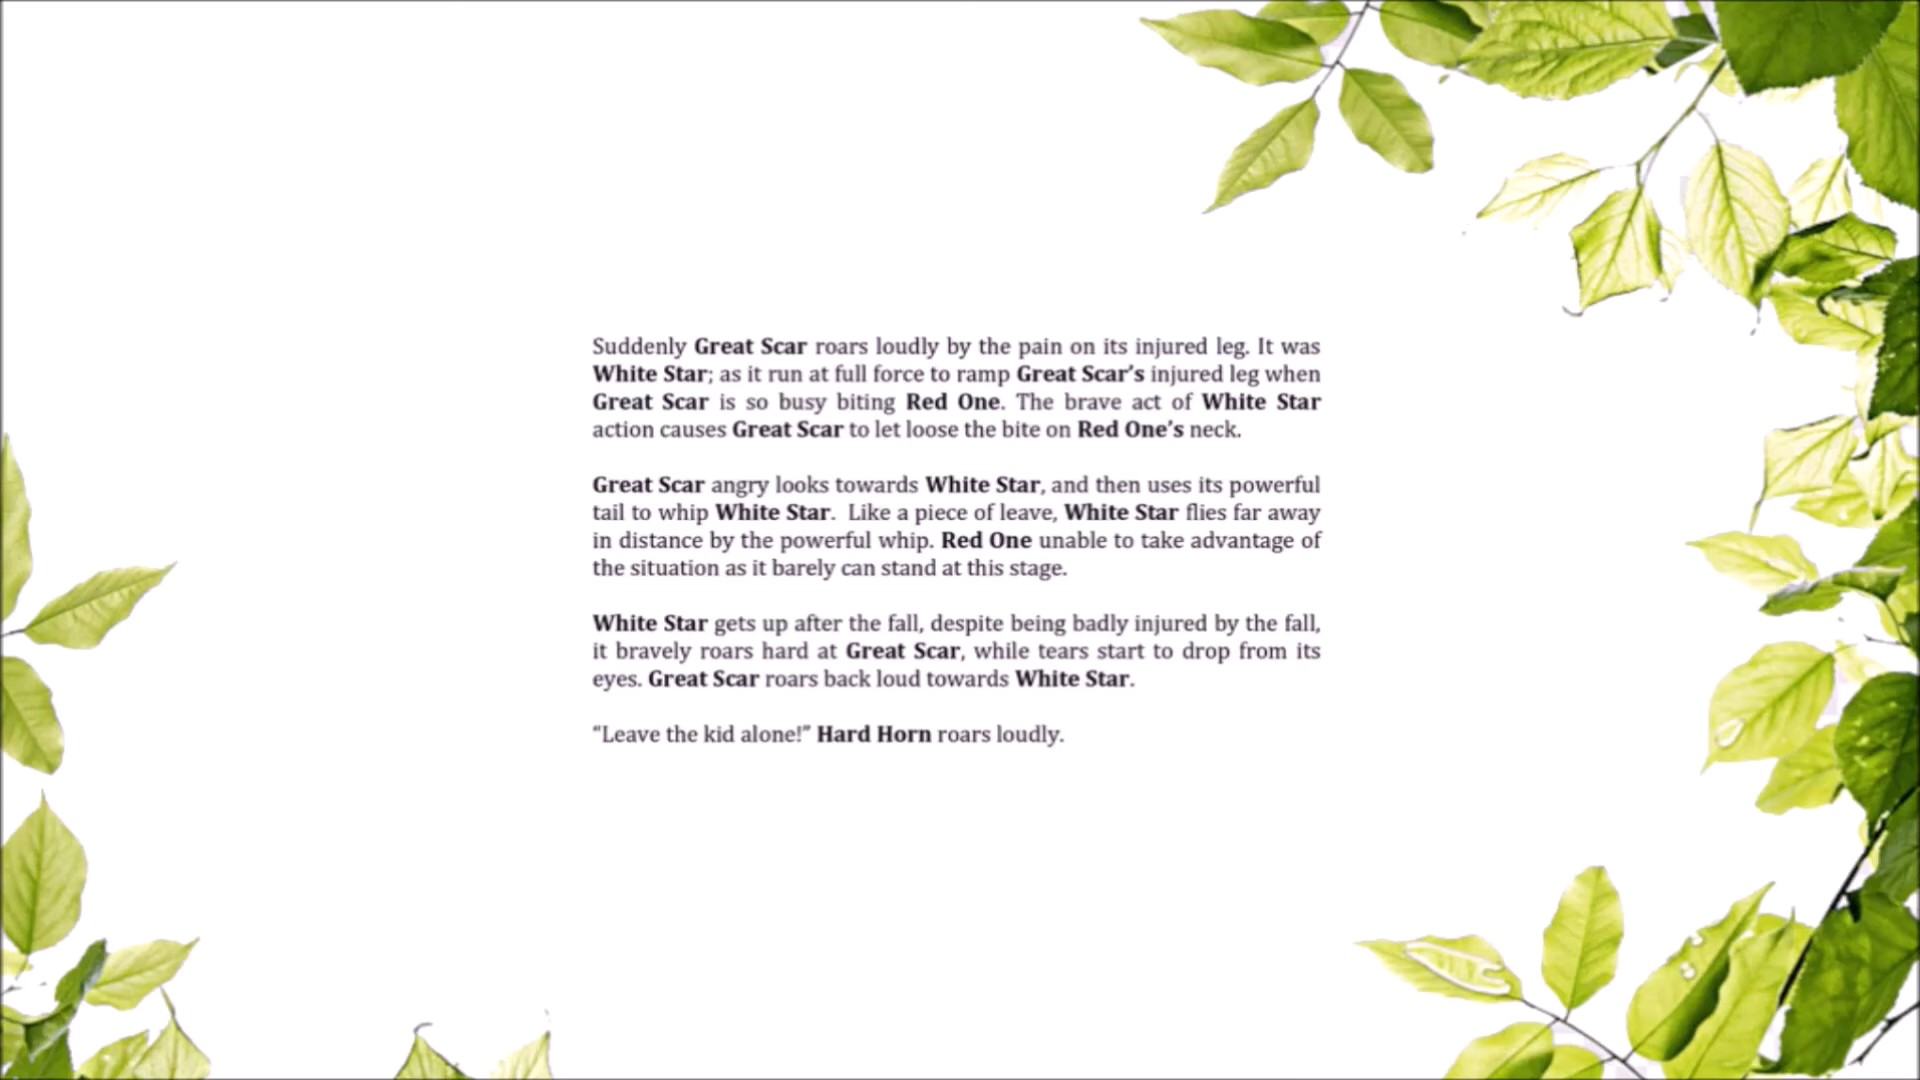 Suddenly Great Scar roars loudly by the pain on its injured leg. It was
White Star; as it run at full force to ramp Great Scar’s injured leg when
Great Scar is so busy biting Red One. The brave act of White Star
action causes Great Scar to let loose the bite on Red One’s neck.
Great Scar angry looks towards White Star, and then uses its powerful
tail to whip White Star.  Like a piece of leave, White Star flies far away
in distance by the powerful whip. Red One unable to take advantage of
the situation as it barely can stand at this stage.
White Star gets up after the fall, despite being badly injured by the fall,
it bravely roars hard at Great Scar, while tears start to drop from its
eyes. Great Scar roars back loud towards White Star.
“Leave the kid alone!” Hard Horn roars loudly.